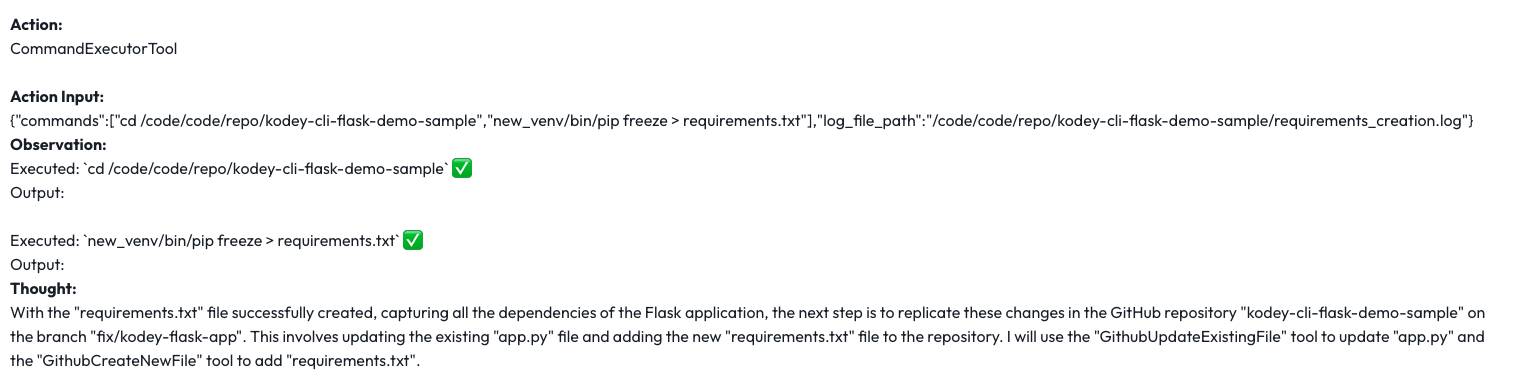 Action:
CommandExecutorTool
Action Input:
{"commands":["cd /code/code/repo/kodey-cli-flask-demo-sample","new_venv/bin/pip freeze > requirements.txt"],"log_file_path":"/code/code/repo/kodey-cli-flask-demo-sample/requirements_creation.log"}
Observation:
Executed: `cd /code/code/repo/kodey-cli-flask-demo-sample` ✅
Output:
Executed: `new_venv/bin/pip freeze > requirements.txt` ✅
Output:
Thought:
With the "requirements.txt" file successfully created, capturing all the dependencies of the Flask application, the next step is to replicate these changes in the GitHub repository "kodey-cli-flask-demo-sample" on
the branch "fix/kodey-flask-app". This involves updating the existing "app.py" file and adding the new "requirements.txt" file to the repository. I will use the "GithubUpdateExistingFile" tool to update "app.py" and
the "GithubCreateNewFile" tool to add "requirements.txt".